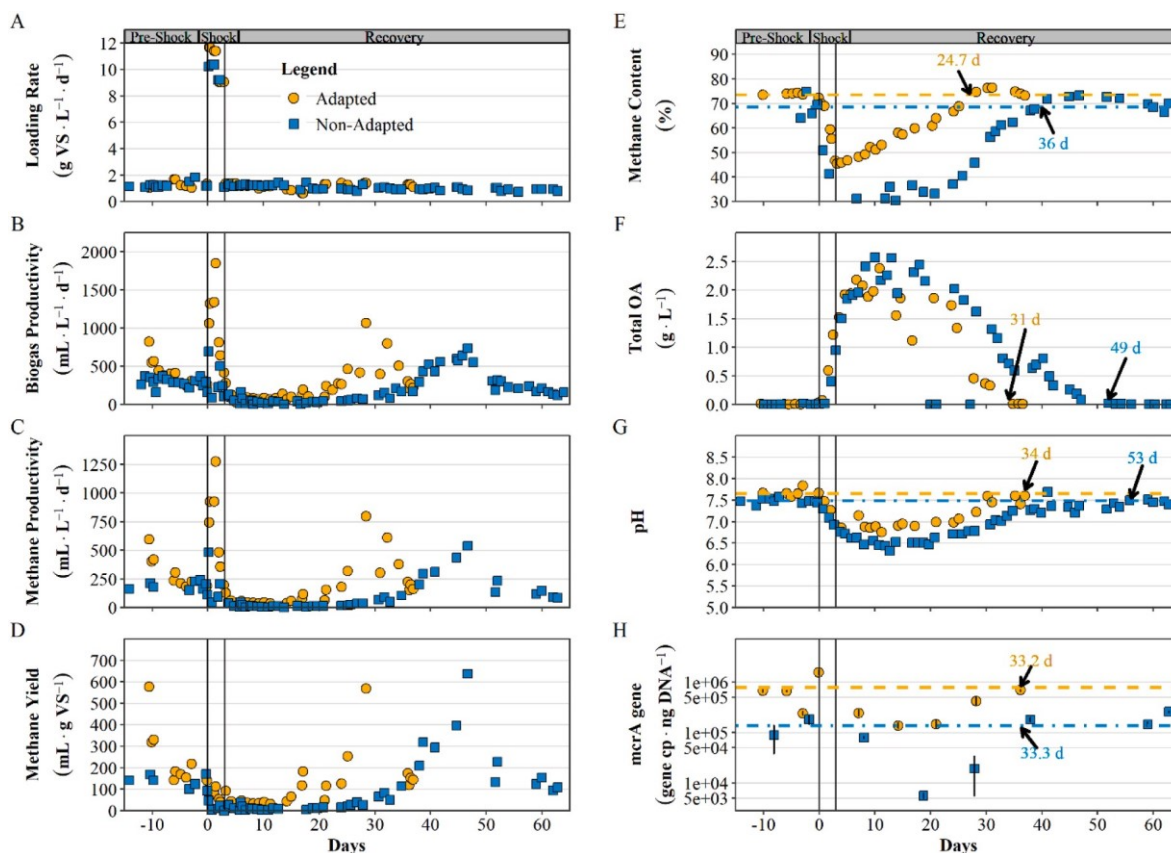 A
Pre-Shock Shock Recovery
Loading Rate
(g VS · L⁻¹ · d⁻¹)
12
10
8
6
4
2
0
Legend
Adapted
Non-Adapted
B
Biogas Productivity
(mL · L⁻¹ · d⁻¹)
2000
1500
1000
500
0
C
Methane Productivity
(mL · L⁻¹ · d⁻¹)
1250
1000
750
500
250
0
D
Methane Yield
(mL · g VS⁻¹)
700
600
500
400
300
200
100
0
-10 0 10 20 30 40 50 60
Days
E
Pre-Shock Shock Recovery
Methane Content
(%)
90
80
70
60
50
40
30
24.7 d
36 d
F
Total OA
(g · L⁻¹)
2.5
2.0
1.5
1.0
0.5
0.0
31 d
49 d
G
pH
8.5
8.0
7.5
7.0
6.5
6.0
5.5
5.0
34 d
53 d
H
mcrA gene
(gene cp · ng DNA⁻¹)
1e+06
5e+05
1e+05
5e+04
1e+04
5e+03
33.2 d
33.3 d
-10 0 10 20 30 40 50 60
Days